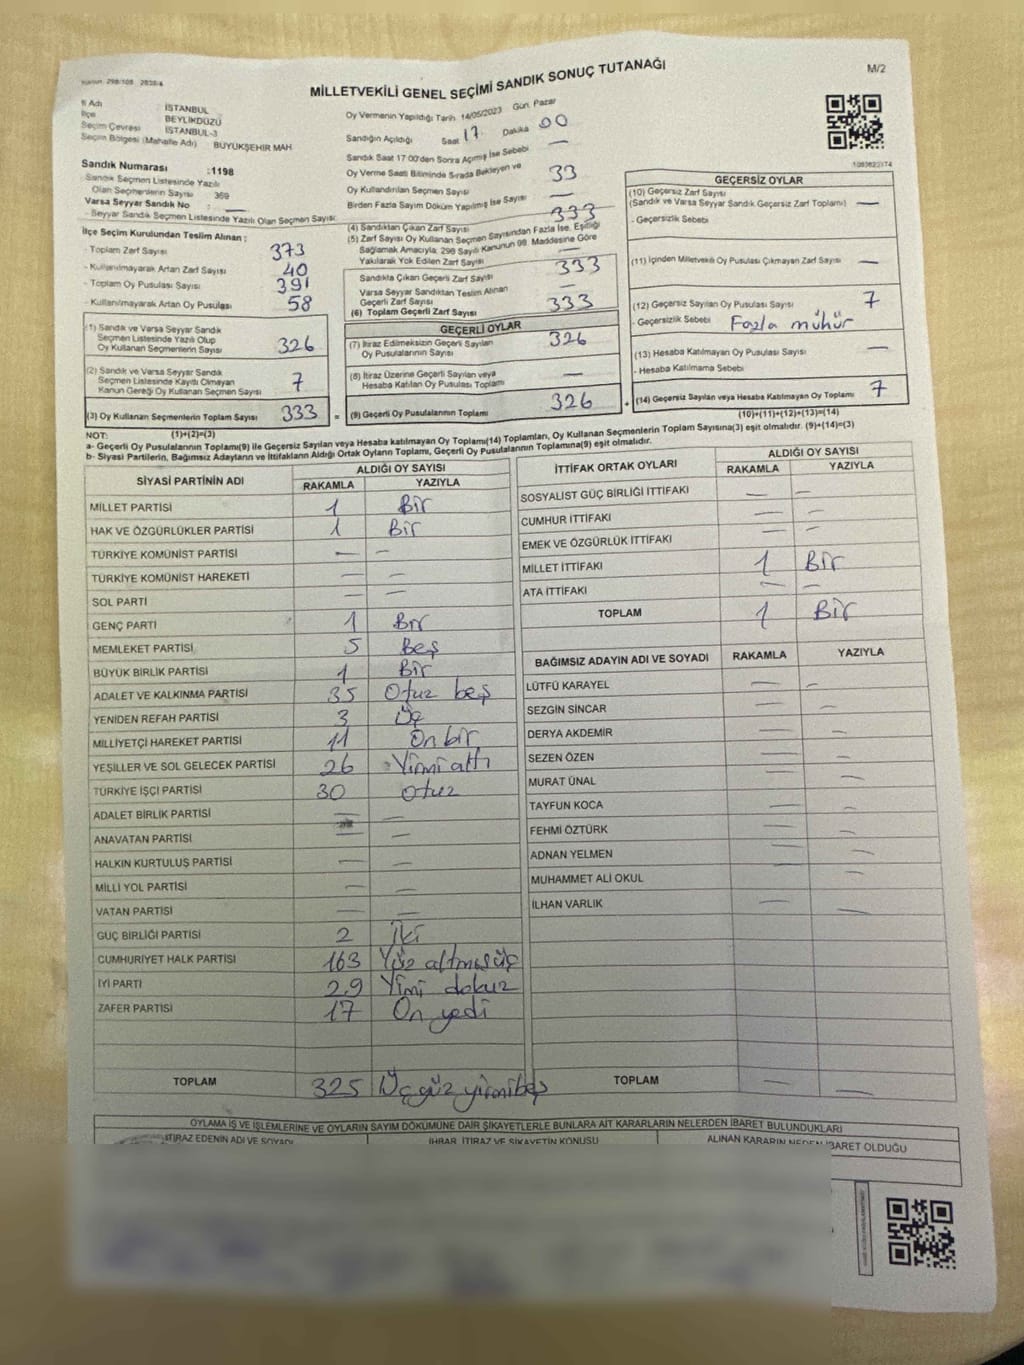 MİLLETVEKİLİ GENEL SEÇİMİ SANDIK SONUÇ TUTANAĞI
M/2
İl Adı İSTANBUL
İlçe BEYLİKDÜZÜ
Seçim Çevresi İSTANBUL-3
Seçim Bölgesi (Mahalle Adı) BÜYÜKŞEHİR MAH.
Sandık Numarası :1198
Sandık Seçmen Listesinde Yazılı
Olan Seçmenlerin Sayısı 369
Varsa Seyyar Sandık No : —
- Seyyar Sandık Seçmen Listesinde Yazılı Olan Seçmen Sayısı
Oy Vermenin Yapıldığı Tarih 14/05/2023 Gün. Pazar
Sandığın Açıldığı Saat 17 Dakika 00
Sandık Saat 17:00'den Sonra Açmış İse Sebebi —
Oy Verme Saati Bitiminde Sırada Bekleyen ve
Oy Kullandırılan Seçmen Sayısı 33
Birden Fazla Sayım Döküm Yapılmış İse Sayısı —
İlçe Seçim Kurulundan Teslim Alınan :
- Toplam Zarf Sayısı 373
- Kullanılmayarak Artan Zarf Sayısı 40
- Toplam Oy Pusulası Sayısı 391
- Kullanılmayarak Artan Oy Pusulası 58
(1) Sandık ve Varsa Seyyar Sandık
Seçmen Listesinde Yazılı Olup
Oy Kullanan Seçmenlerin Sayısı 326
(2) Sandık ve Varsa Seyyar Sandık
Seçmen Listesinde Kayıtlı Olmayan
Kanun Gereği Oy Kullanan Seçmen Sayısı 7
(3) Oy Kullanan Seçmenlerin Toplam Sayısı 333 =
(1)+(2)=(3)
(4) Sandıktan Çıkan Zarf Sayısı 333
(5) Zarf Sayısı Oy Kullanan Seçmen Sayısından Fazla İse, Eşitliği
Sağlamak Amacıyla; 298 Sayılı Kanunun 98. Maddesine Göre
Yakılarak Yok Edilen Zarf Sayısı —
Sandıkta Çıkan Geçerli Zarf Sayısı 333
Varsa Seyyar Sandıktan Teslim Alınan
Geçerli Zarf Sayısı —
(6) Toplam Geçerli Zarf Sayısı 333
GEÇERLİ OYLAR
(7) İtiraz Edilmeksizin Geçerli Sayılan
Oy Pusulalarının Sayısı 326
(8) İtiraz Üzerine Geçerli Sayılan veya
Hesaba Katılan Oy Pusulası Toplamı
(9) Geçerli Oy Pusulalarının Toplamı 326 +
1093623174
GEÇERSİZ OYLAR
(10) Geçersiz Zarf Sayısı
(Sandık ve Varsa Seyyar Sandık Geçersiz Zarf Toplamı) —
- Geçersizlik Sebebi
(11) İçinden Milletvekili Oy Pusulası Çıkmayan Zarf Sayısı —
(12) Geçersiz Sayılan Oy Pusulası Sayısı 7
- Geçersizlik Sebebi Fazla mühür
(13) Hesaba Katılmayan Oy Pusulası Sayısı —
- Hesaba Katılmama Sebebi
(14) Geçersiz Sayılan veya Hesaba Katılmayan Oy Toplamı 7
(10)+(11)+(12)+(13)=(14)
NOT:
a- Geçerli Oy Pusulalarının Toplamı(9) ile Geçersiz Sayılan veya Hesaba katılmayan Oy Toplamı(14) Toplamları, Oy Kullanan Seçmenlerin Toplam Sayısına(3) eşit olmalıdır. (9)+(14)=(3)
b- Siyasi Partilerin, Bağımsız Adayların ve İttifakların Aldığı Ortak Oyların Toplamı, Geçerli Oy Pusulalarının Toplamına(9) eşit olmalıdır.
SİYASİ PARTİNİN ADI ALDIĞI OY SAYISI
RAKAMLA YAZIYLA
MİLLET PARTİSİ 1 Bir
HAK VE ÖZGÜRLÜKLER PARTİSİ 1 Bir
TÜRKİYE KOMÜNİST PARTİSİ — —
TÜRKİYE KOMÜNİST HAREKETİ — —
SOL PARTİ — —
GENÇ PARTİ 1 Bir
MEMLEKET PARTİSİ 5 Beş
BÜYÜK BİRLİK PARTİSİ 1 Bir
ADALET VE KALKINMA PARTİSİ 35 Otuz beş
YENİDEN REFAH PARTİSİ 3 Üç
MİLLİYETÇİ HAREKET PARTİSİ 11 On bir
YEŞİLLER VE SOL GELECEK PARTİSİ 26 Yirmi altı
TÜRKİYE İŞÇİ PARTİSİ 30 otuz
ADALET BİRLİK PARTİSİ — —
ANAVATAN PARTİSİ — —
HALKIN KURTULUŞ PARTİSİ — —
MİLLİ YOL PARTİSİ — —
VATAN PARTİSİ — —
GÜÇ BİRLİĞİ PARTİSİ 2 İki
CUMHURİYET HALK PARTİSİ 163 Yüz altmış üç
İYİ PARTİ 29 Yirmi dokuz
ZAFER PARTİSİ 17 On yedi
TOPLAM 325 Üçyüz yirmibeş
İTTİFAK ORTAK OYLARI ALDIĞI OY SAYISI
RAKAMLA YAZIYLA
SOSYALİST GÜÇ BİRLİĞİ İTTİFAKI — —
CUMHUR İTTİFAKI — —
EMEK VE ÖZGÜRLÜK İTTİFAKI — —
MİLLET İTTİFAKI 1 Bir
ATA İTTİFAKI — —
TOPLAM 1 Bir
BAĞIMSIZ ADAYIN ADI VE SOYADI RAKAMLA YAZIYLA
LÜTFÜ KARAYEL — —
SEZGİN SİNCAR — —
DERYA AKDEMİR — —
SEZEN ÖZEN — —
MURAT ÜNAL — —
TAYFUN KOCA — —
FEHMİ ÖZTÜRK — —
ADNAN YELMEN — —
MUHAMMET ALİ OKUL — —
İLHAN VARLIK — —
TOPLAM — —
OYLAMA İŞ VE İŞLEMLERİNE VE OYLARIN SAYIM DÖKÜMÜNE DAİR ŞİKAYETLERLE BUNLARA AİT KARARLARIN NELERDEN İBARET BULUNDUKLARI
İTİRAZ EDENİN ADI VE SOYADI İHBAR, İTİRAZ VE ŞİKAYETİN KONUSU ALINAN KARARIN NEDEN İBARET OLDUĞU